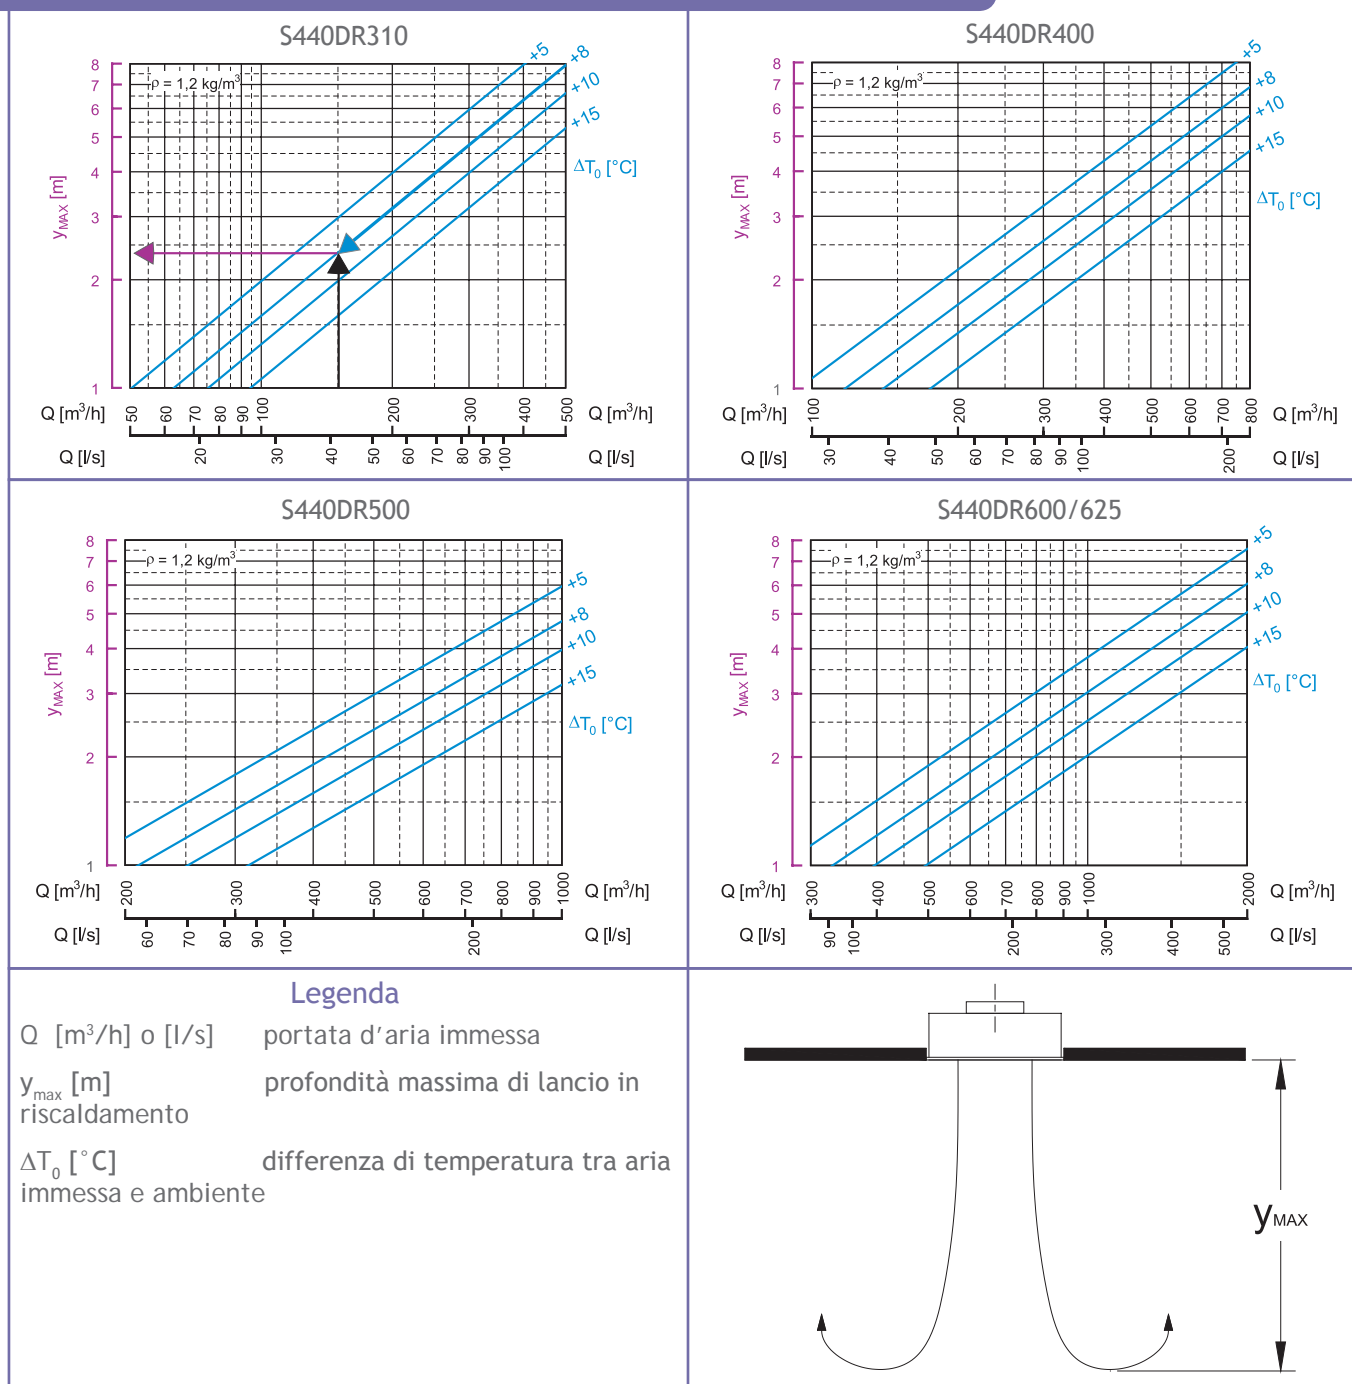 S440DR310
ρ = 1,2 kg/m³
+5
+8
+10
+15
ΔT₀ [°C]
yMAX [m]
8
7
6
5
4
3
2
1
Q [m³/h]
50
60
70
80
90
100
200
300
400
500
Q [m³/h]
Q [l/s]
20
30
40
50
60
70
80
90
100
Q [l/s]
S440DR400
ρ = 1,2 kg/m³
+5
+8
+10
+15
ΔT₀ [°C]
yMAX [m]
8
7
6
5
4
3
2
1
Q [m³/h]
100
200
300
400
500
600
700
800
Q [m³/h]
Q [l/s]
30
40
50
60
70
80
90
100
200
Q [l/s]
S440DR500
ρ = 1,2 kg/m³
+5
+8
+10
+15
ΔT₀ [°C]
yMAX [m]
8
7
6
5
4
3
2
1
Q [m³/h]
200
300
400
500
600
700
800
900
1000
Q [m³/h]
Q [l/s]
60
70
80
90
100
200
Q [l/s]
S440DR600/625
ρ = 1,2 kg/m³
+5
+8
+10
+15
ΔT₀ [°C]
yMAX [m]
8
7
6
5
4
3
2
1
Q [m³/h]
300
400
500
600
700
800
900
1000
2000
Q [m³/h]
Q [l/s]
90
100
200
300
400
500
Q [l/s]
Legenda
Q [m³/h] o [l/s] portata d'aria immessa
ymax [m] profondità massima di lancio in
riscaldamento
ΔT₀ [°C] differenza di temperatura tra aria
immessa e ambiente
yMAX